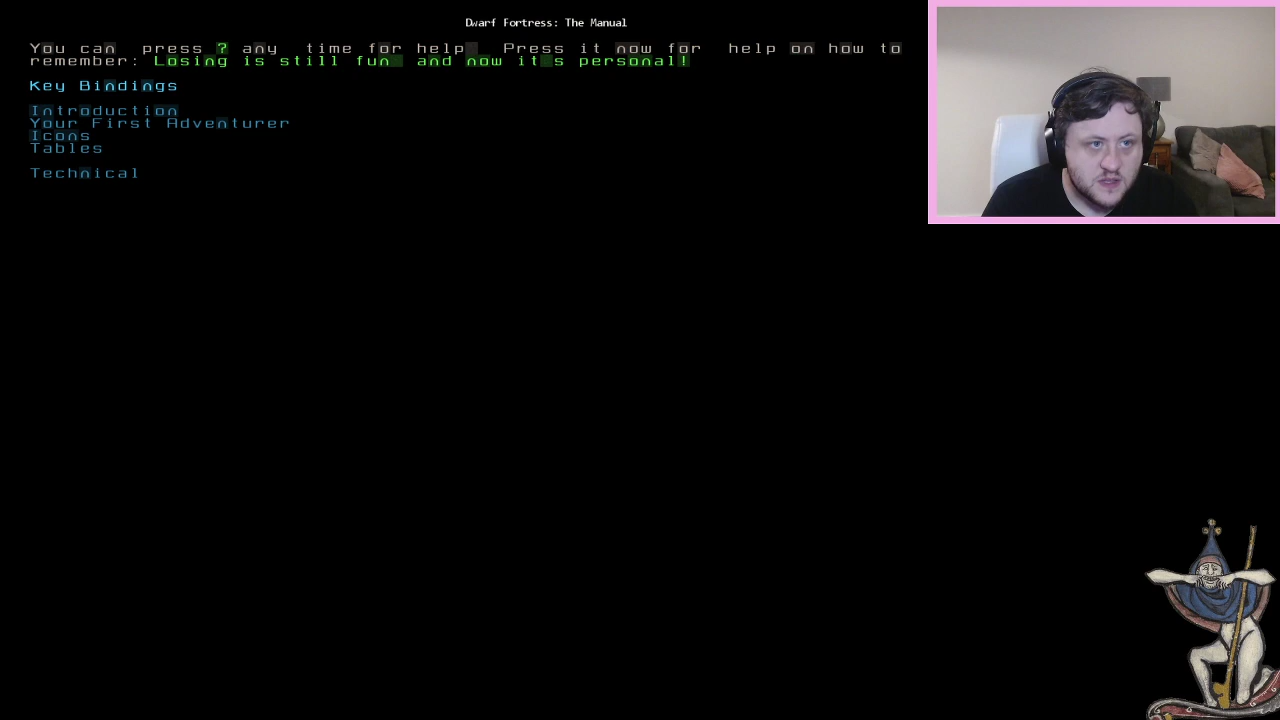 Dwarf Fortress: The Manual
You can press ? any time for help. Press it now for help on how to
remember: Losing is still fun, and now it's personal!
Key Bindings
Introduction
Your First Adventurer
Icons
Tables
Technical